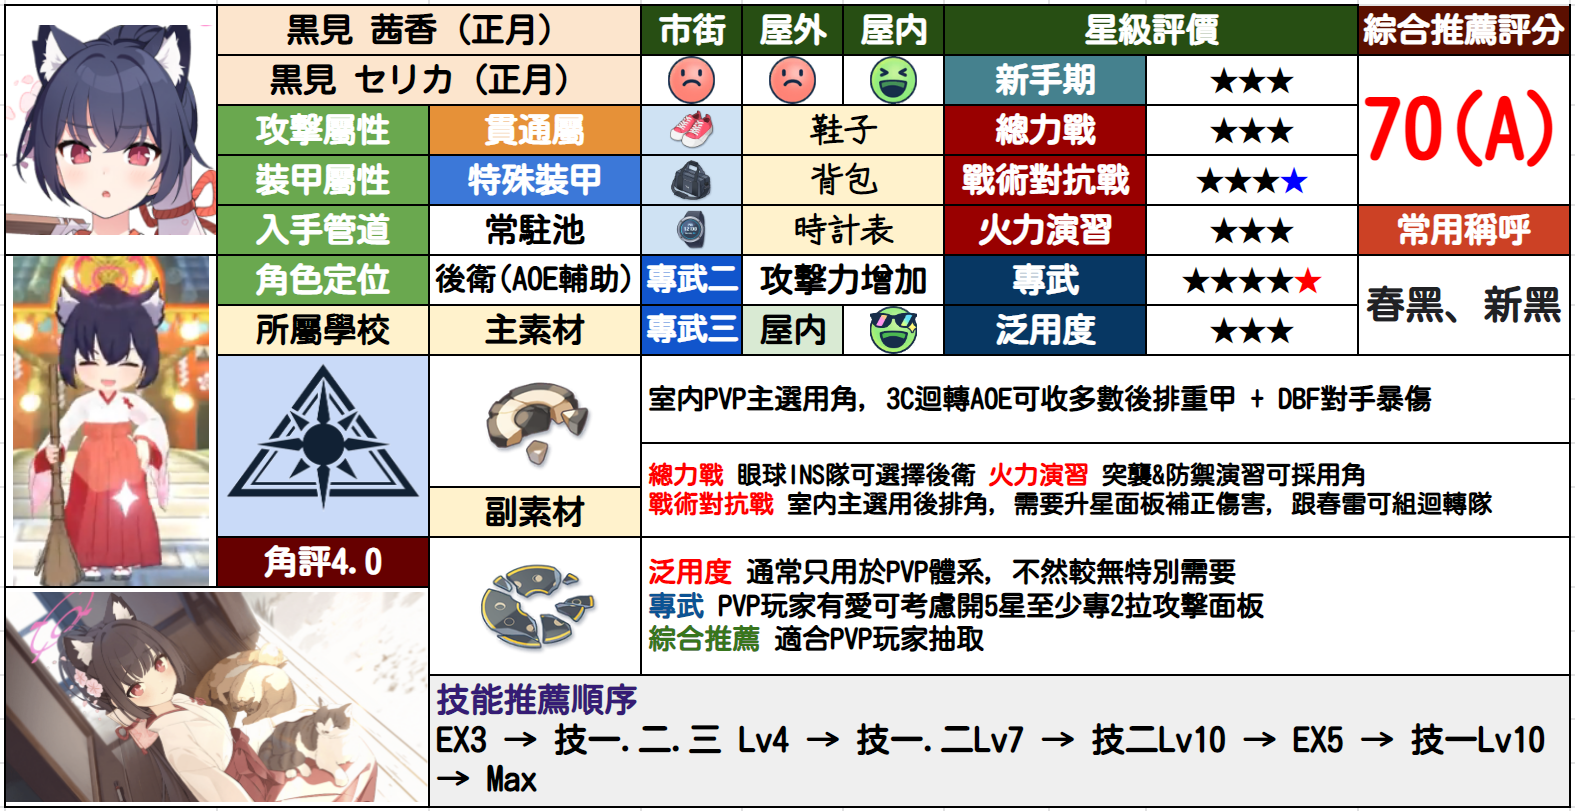 黒見 茜香（正月）
市街
屋外
屋内
星級評價
綜合推薦評分
黒見 セリカ（正月）
新手期
★★★
70(A)
攻擊屬性
貫通屬
鞋子
總力戰
★★★
裝甲屬性
特殊裝甲
背包
戰術對抗戰
★★★★
入手管道
常駐池
時計表
火力演習
★★★
常用稱呼
角色定位
後衛(AOE輔助)
專武二
攻擊力增加
專武
★★★★★
春黑、新黑
所屬學校
主素材
專武三
屋内
泛用度
★★★
室内PVP主選用角, 3C迴轉AOE可收多數後排重甲 + DBF對手暴傷
總力戰 眼球INS隊可選擇後衛 火力演習 突襲&防禦演習可採用角
戰術對抗戰 室内主選用後排角, 需要升星面板補正傷害, 跟春雷可組迴轉隊
副素材
角評4.0
泛用度 通常只用於PVP體系, 不然較無特別需要
專武 PVP玩家有愛可考慮開5星至少專2拉攻擊面板
綜合推薦 適合PVP玩家抽取
技能推薦順序
EX3 → 技一.二.三 Lv4 → 技一.二Lv7 → 技二Lv10 → EX5 → 技一Lv10
→ Max